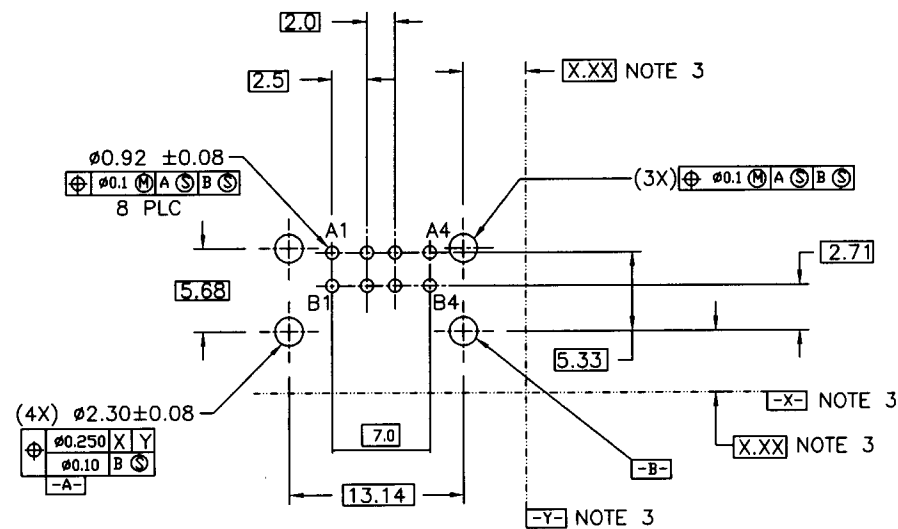 2.0
X.XX NOTE 3
2.5
ø0.92 ±0.08
⌖ ø0.1 Ⓜ A Ⓢ B Ⓢ
8 PLC
(3X) ⌖ ø0.1 Ⓜ A Ⓢ B Ⓢ
A1 A4
2.71
5.68
B1 B4
5.33
(4X) ø2.30±0.08
⌖ ø0.250 X Y
ø0.10 B Ⓢ
-A-
-X- NOTE 3
7.0
X.XX NOTE 3
-B-
13.14
-Y- NOTE 3